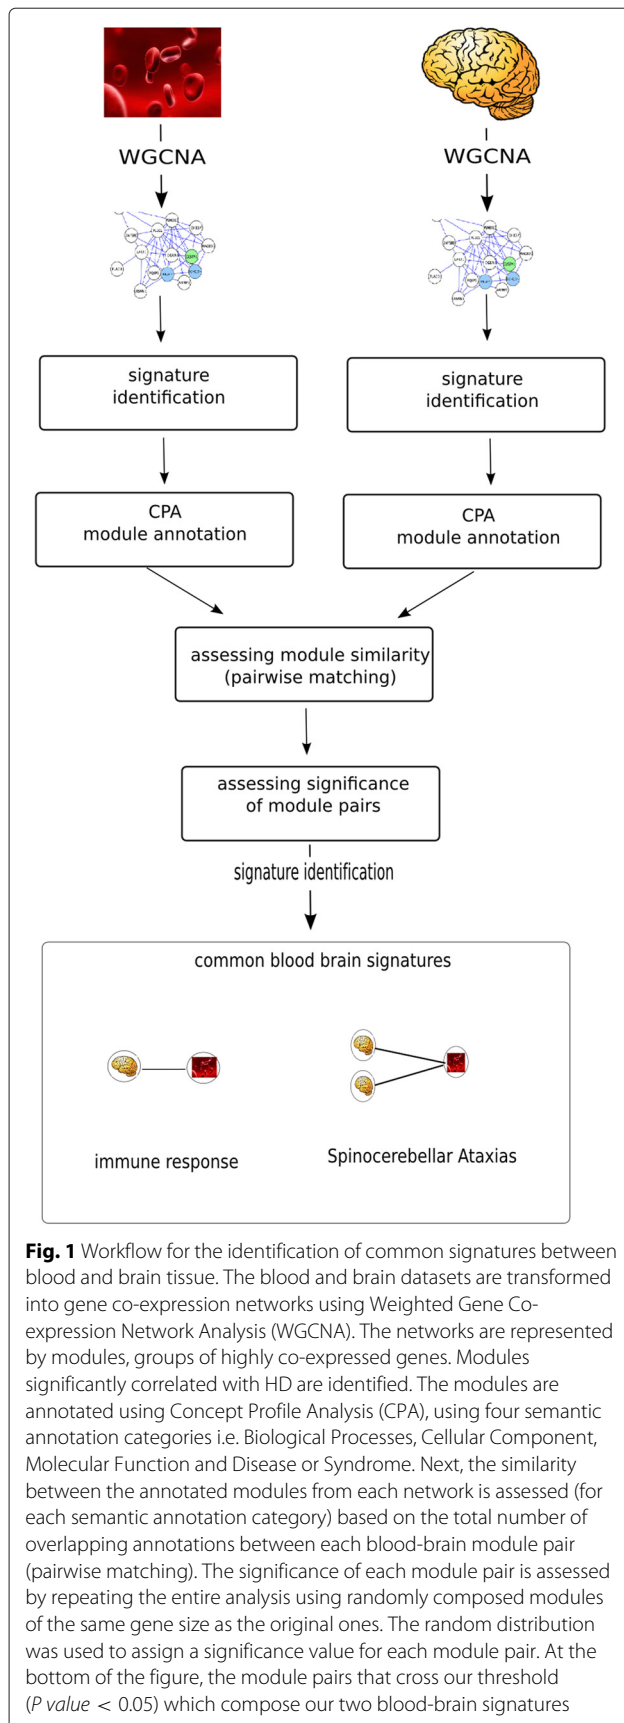 WGCNA
WGCNA
signature
identification
signature
identification
CPA
module annotation
CPA
module annotation
assessing module similarity
(pairwise matching)
assessing significance
of module pairs
signature identification
common blood brain signatures
immune response
Spinocerebellar Ataxias
Fig. 1 Workflow for the identification of common signatures between
blood and brain tissue. The blood and brain datasets are transformed
into gene co-expression networks using Weighted Gene Co-
expression Network Analysis (WGCNA). The networks are represented
by modules, groups of highly co-expressed genes. Modules
significantly correlated with HD are identified. The modules are
annotated using Concept Profile Analysis (CPA), using four semantic
annotation categories i.e. Biological Processes, Cellular Component,
Molecular Function and Disease or Syndrome. Next, the similarity
between the annotated modules from each network is assessed (for
each semantic annotation category) based on the total number of
overlapping annotations between each blood-brain module pair
(pairwise matching). The significance of each module pair is assessed
by repeating the entire analysis using randomly composed modules
of the same gene size as the original ones. The random distribution
was used to assign a significance value for each module pair. At the
bottom of the figure, the module pairs that cross our threshold
(P value < 0.05) which compose our two blood-brain signatures